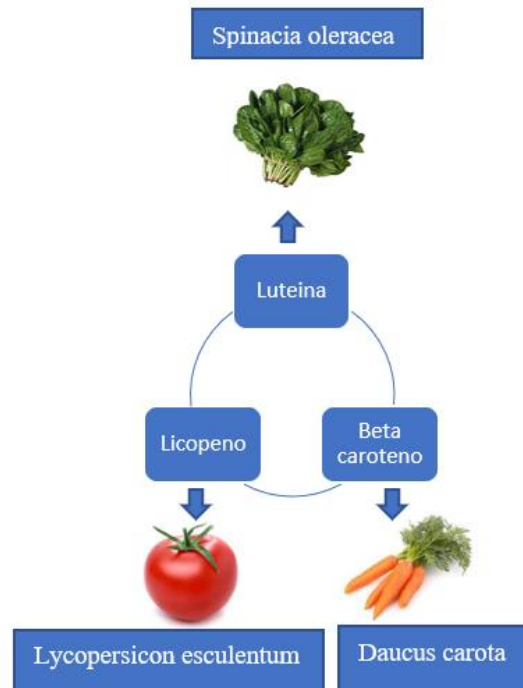 Spinacia oleracea
Luteina
Licopeno
Beta
caroteno
Lycopersicon esculentum
Daucus carota